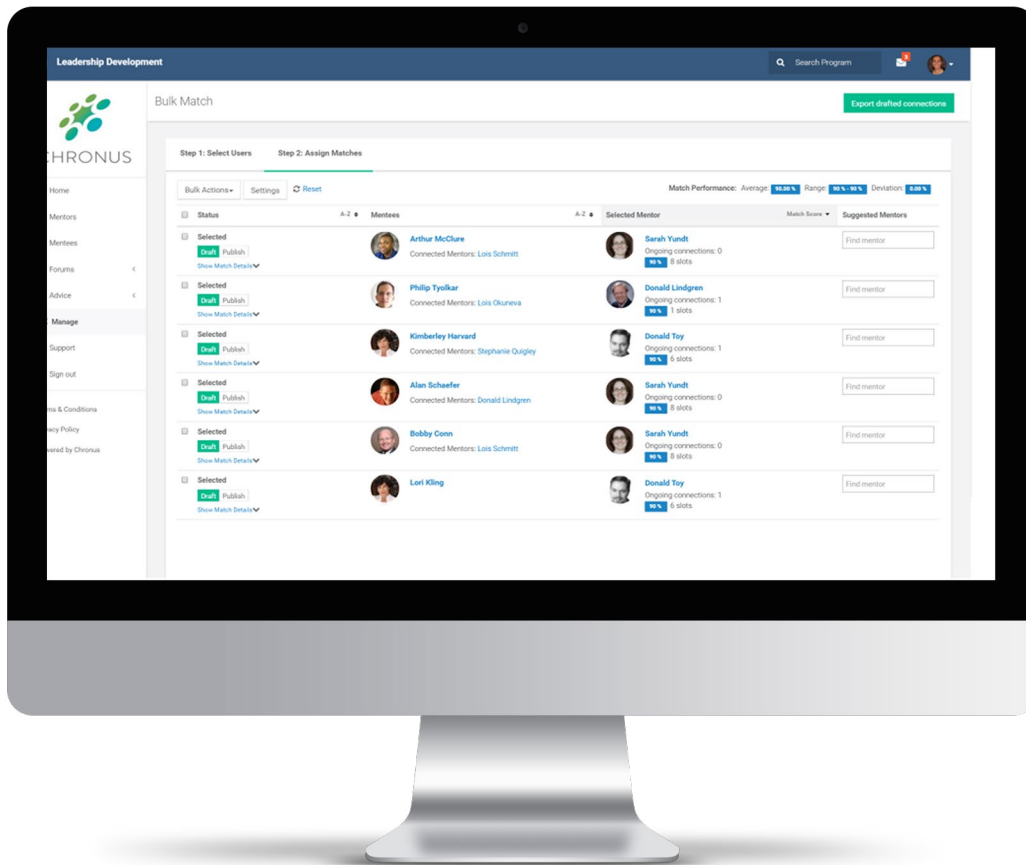 Leadership Development
Search Program
3
CHRONUS
Home
Mentors
Mentees
Forums
Advice
Manage
Support
Sign out
ms & Conditions
acy Policy
wered by Chronus
Bulk Match
Export drafted connections
Step 1: Select Users Step 2: Assign Matches
Bulk Actions Settings Reset
Match Performance: Average: 90.00 % Range: 90 % - 90 % Deviation: 0.00 %
Status A-Z Mentees A-Z Selected Mentor Match Score Suggested Mentors
Selected
Draft Publish
Show Match Details
Arthur McClure
Connected Mentors: Lois Schmitt
Sarah Yundt
Ongoing connections: 0
90 % 8 slots
Find mentor
Selected
Draft Publish
Show Match Details
Philip Tyolkar
Connected Mentors: Lois Okuneva
Donald Lindgren
Ongoing connections: 1
90 % 1 slots
Find mentor
Selected
Draft Publish
Show Match Details
Kimberley Harvard
Connected Mentors: Stephanie Quigley
Donald Toy
Ongoing connections: 1
90 % 6 slots
Find mentor
Selected
Draft Publish
Show Match Details
Alan Schaefer
Connected Mentors: Donald Lindgren
Sarah Yundt
Ongoing connections: 0
90 % 8 slots
Find mentor
Selected
Draft Publish
Show Match Details
Bobby Conn
Connected Mentors: Lois Schmitt
Sarah Yundt
Ongoing connections: 0
90 % 8 slots
Find mentor
Selected
Draft Publish
Show Match Details
Lori Kling
Donald Toy
Ongoing connections: 1
90 % 6 slots
Find mentor